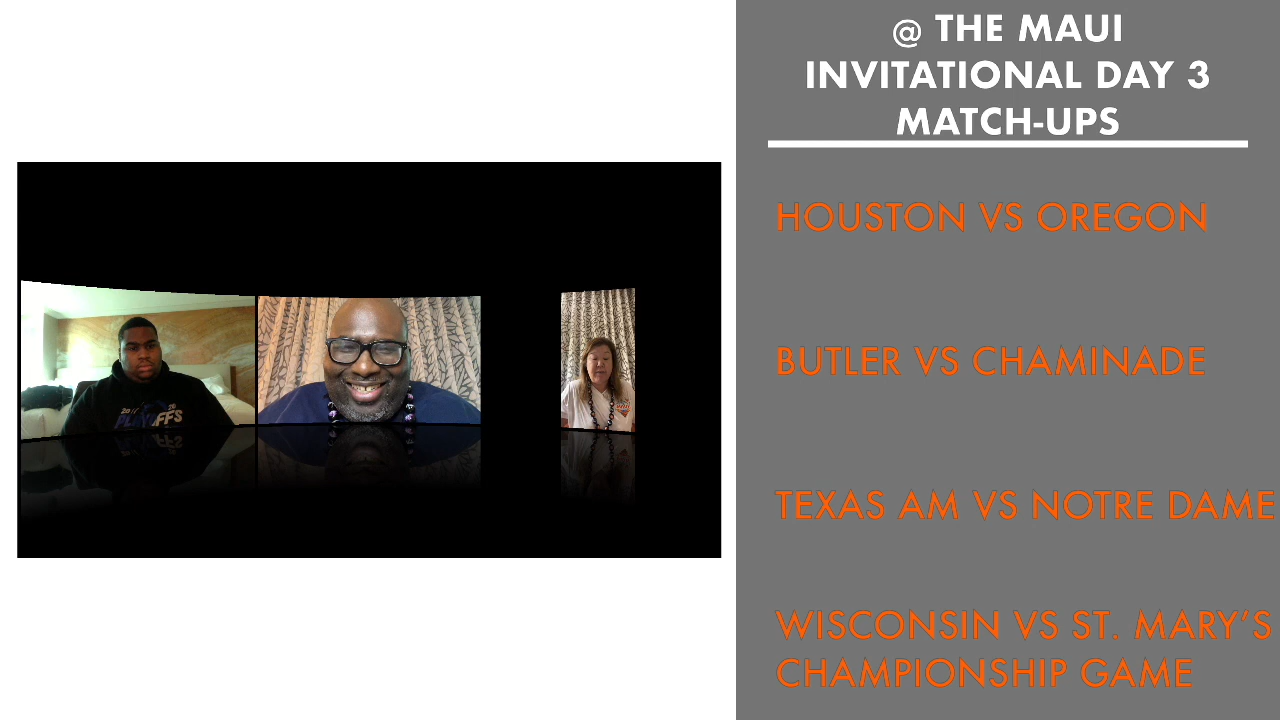 @ THE MAUI
INVITATIONAL DAY 3
MATCH-UPS
HOUSTON VS OREGON
BUTLER VS CHAMINADE
TEXAS AM VS NOTRE DAME
WISCONSIN VS ST. MARY’S
CHAMPIONSHIP GAME
PLAYOFFS